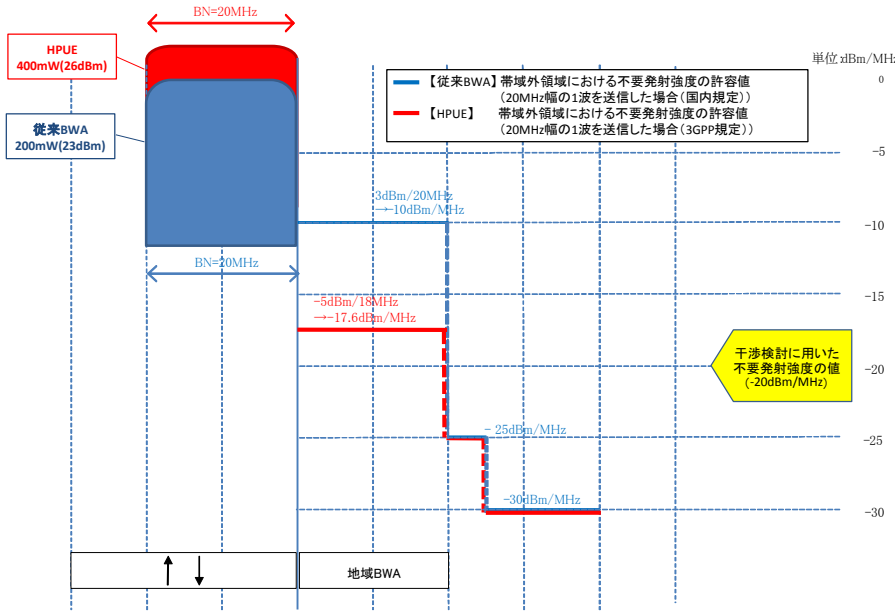 BN=20MHz
HPUE
400mW(26dBm)
従来BWA
200mW(23dBm)
単位:dBm/MHz
【従来BWA】帯域外領域における不要発射強度の許容値
(20MHz幅の1波を送信した場合(国内規定))
【HPUE】 帯域外領域における不要発射強度の許容値
(20MHz幅の1波を送信した場合(3GPP規定))
0
-5
3dBm/20MHz
→-10dBm/MHz
-10
BN=20MHz
-15
-5dBm/18MHz
→-17.6dBm/MHz
干渉検討に用いた
不要発射強度の値
(-20dBm/MHz)
-20
-25dBm/MHz
-25
-30dBm/MHz
-30
地域BWA